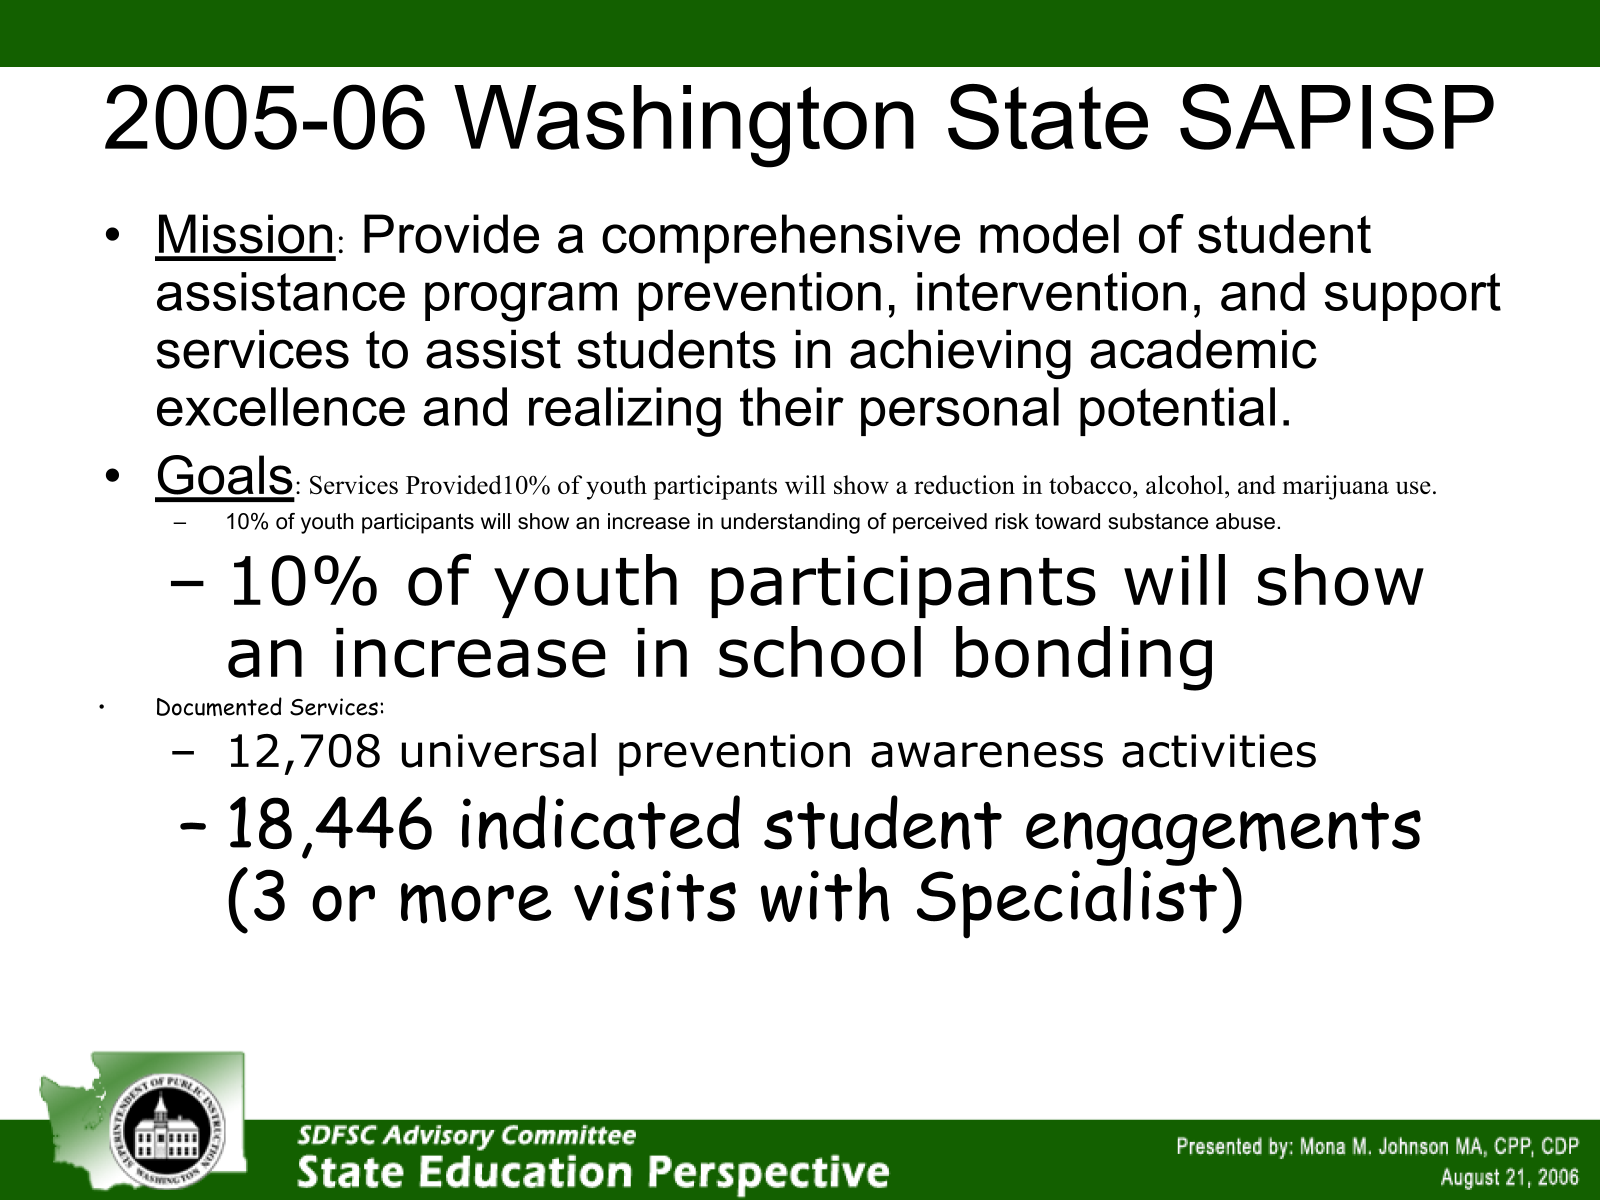 2005-06 Washington State SAPISP
• Mission: Provide a comprehensive model of student
assistance program prevention, intervention, and support
services to assist students in achieving academic
excellence and realizing their personal potential.
• Goals: Services Provided10% of youth participants will show a reduction in tobacco, alcohol, and marijuana use.
– 10% of youth participants will show an increase in understanding of perceived risk toward substance abuse.
– 10% of youth participants will show
an increase in school bonding
• Documented Services:
– 12,708 universal prevention awareness activities
– 18,446 indicated student engagements
(3 or more visits with Specialist)
SUPERINTENDENT OF PUBLIC INSTRUCTION
WASHINGTON
SDFSC Advisory Committee
State Education Perspective
Presented by: Mona M. Johnson MA, CPP, CDP
August 21, 2006